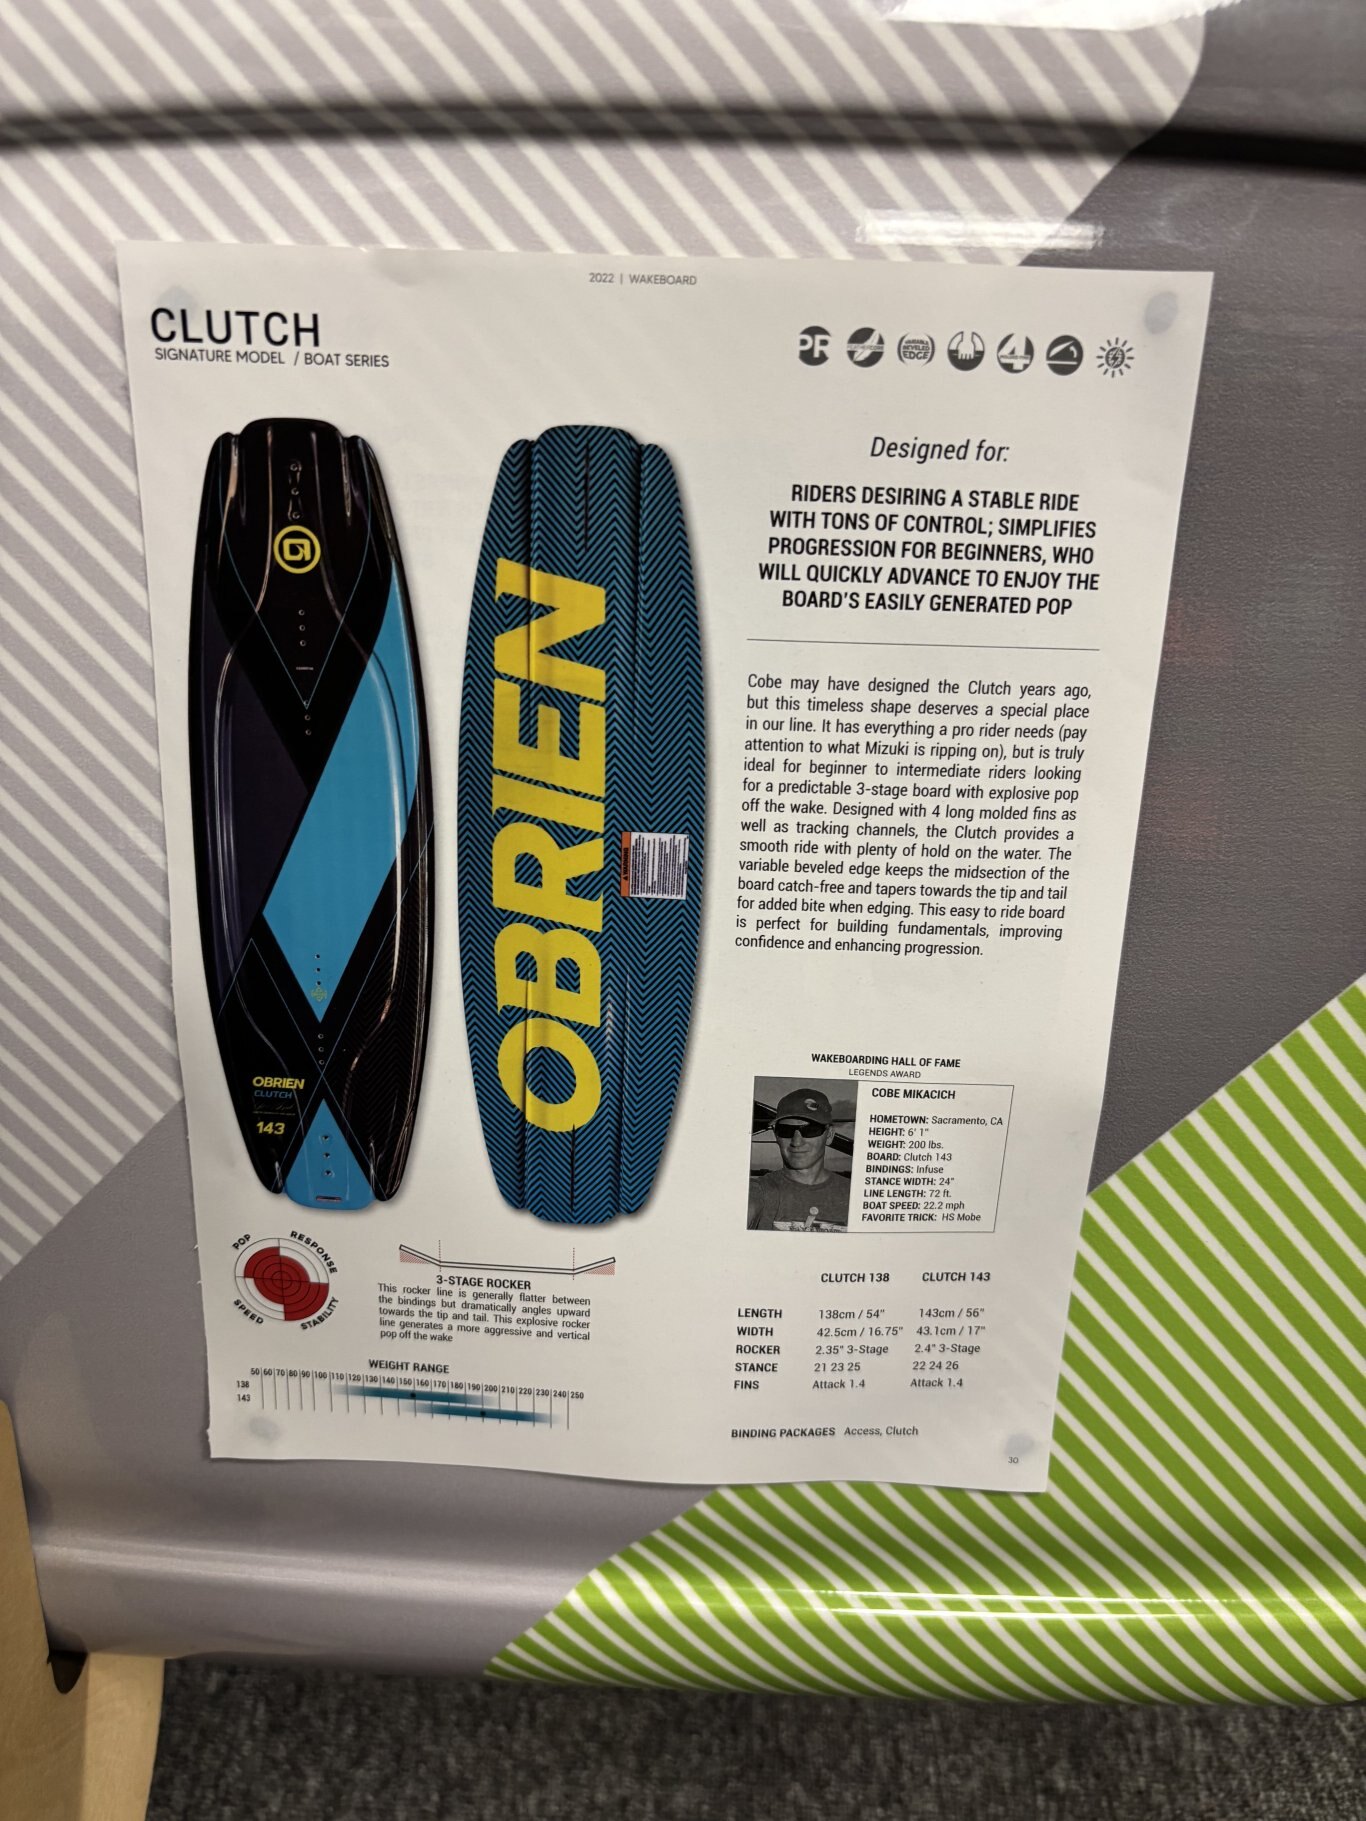 2022 | WAKEBOARD
CLUTCH
SIGNATURE MODEL / BOAT SERIES
PR
VARIABLE
BEVELED
EDGE
4
Designed for:
RIDERS DESIRING A STABLE RIDE
WITH TONS OF CONTROL; SIMPLIFIES
PROGRESSION FOR BEGINNERS, WHO
WILL QUICKLY ADVANCE TO ENJOY THE
BOARD'S EASILY GENERATED POP
OBRIEN
WARNING
OBRIEN
CLUTCH
143
Cobe may have designed the Clutch years ago,
but this timeless shape deserves a special place
in our line. It has everything a pro rider needs (pay
attention to what Mizuki is ripping on), but is truly
ideal for beginner to intermediate riders looking
for a predictable 3-stage board with explosive pop
off the wake. Designed with 4 long molded fins as
well as tracking channels, the Clutch provides a
smooth ride with plenty of hold on the water. The
variable beveled edge keeps the midsection of the
board catch-free and tapers towards the tip and tail
for added bite when edging. This easy to ride board
is perfect for building fundamentals, improving
confidence and enhancing progression.
WAKEBOARDING HALL OF FAME
LEGENDS AWARD
COBE MIKACICH
HOMETOWN: Sacramento, CA
HEIGHT: 6' 1"
WEIGHT: 200 lbs.
BOARD: Clutch 143
BINDINGS: Infuse
STANCE WIDTH: 24"
LINE LENGTH: 72 ft.
BOAT SPEED: 22.2 mph
FAVORITE TRICK: HS Mobe
POP
RESPONSE
SPEED
STABILITY
3-STAGE ROCKER
This rocker line is generally flatter between
the bindings but dramatically angles upward
towards the tip and tail. This explosive rocker
line generates a more aggressive and vertical
pop off the wake
WEIGHT RANGE
50 60 70 80 90 100 110 120 130 140 150 160 170 180 190 200 210 220 230 240 250
138
143
CLUTCH 138 CLUTCH 143
LENGTH 138cm / 54" 143cm / 56"
WIDTH 42.5cm / 16.75" 43.1cm / 17"
ROCKER 2.35" 3-Stage 2.4" 3-Stage
STANCE 21 23 25 22 24 26
FINS Attack 1.4 Attack 1.4
BINDING PACKAGES Access, Clutch
30